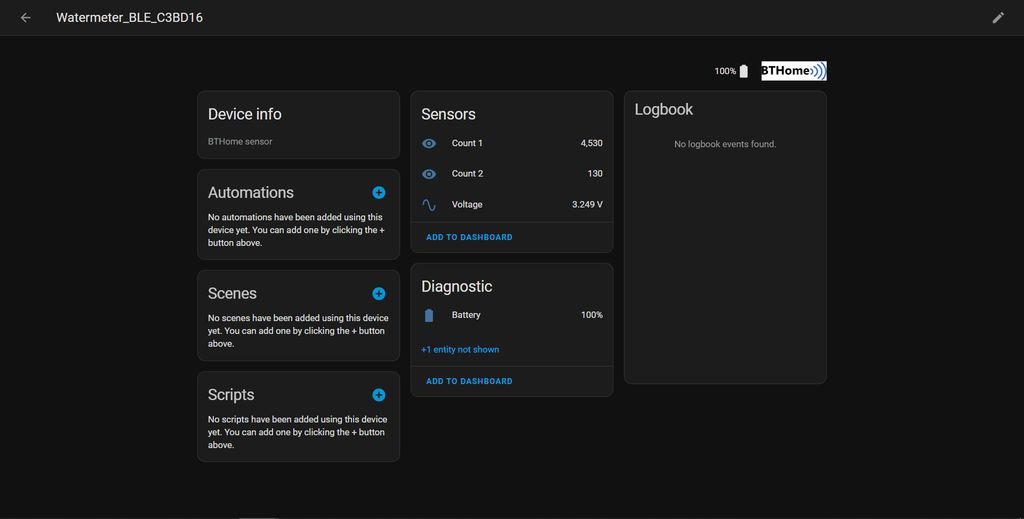 Watermeter_BLE_C3BD16
100%
BTHome
Device info
BTHome sensor
Automations
No automations have been added using this
device yet. You can add one by clicking the +
button above.
Scenes
No scenes have been added using this device
yet. You can add one by clicking the + button
above.
Scripts
No scripts have been added using this device
yet. You can add one by clicking the + button
above.
Sensors
Count 1 4,530
Count 2 130
Voltage 3.249 V
ADD TO DASHBOARD
Diagnostic
Battery 100%
+1 entity not shown
ADD TO DASHBOARD
Logbook
No logbook events found.